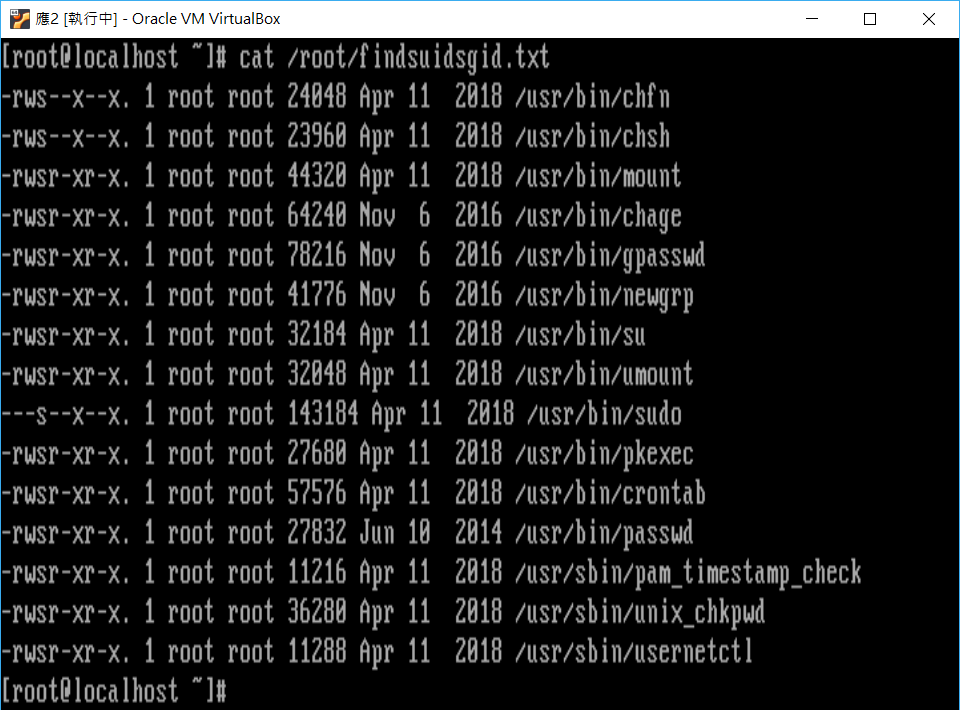 應2 [執行中] - Oracle VM VirtualBox
[root@localhost ~]# cat /root/findsuidsgid.txt
-rws--x--x. 1 root root 24048 Apr 11  2018 /usr/bin/chfn
-rws--x--x. 1 root root 23960 Apr 11  2018 /usr/bin/chsh
-rwsr-xr-x. 1 root root 44320 Apr 11  2018 /usr/bin/mount
-rwsr-xr-x. 1 root root 64240 Nov  6  2016 /usr/bin/chage
-rwsr-xr-x. 1 root root 78216 Nov  6  2016 /usr/bin/gpasswd
-rwsr-xr-x. 1 root root 41776 Nov  6  2016 /usr/bin/newgrp
-rwsr-xr-x. 1 root root 32184 Apr 11  2018 /usr/bin/su
-rwsr-xr-x. 1 root root 32048 Apr 11  2018 /usr/bin/umount
---s--x--x. 1 root root 143184 Apr 11  2018 /usr/bin/sudo
-rwsr-xr-x. 1 root root 27680 Apr 11  2018 /usr/bin/pkexec
-rwsr-xr-x. 1 root root 57576 Apr 11  2018 /usr/bin/crontab
-rwsr-xr-x. 1 root root 27832 Jun 10  2014 /usr/bin/passwd
-rwsr-xr-x. 1 root root 11216 Apr 11  2018 /usr/sbin/pam_timestamp_check
-rwsr-xr-x. 1 root root 36280 Apr 11  2018 /usr/sbin/unix_chkpwd
-rwsr-xr-x. 1 root root 11288 Apr 11  2018 /usr/sbin/usernetctl
[root@localhost ~]#